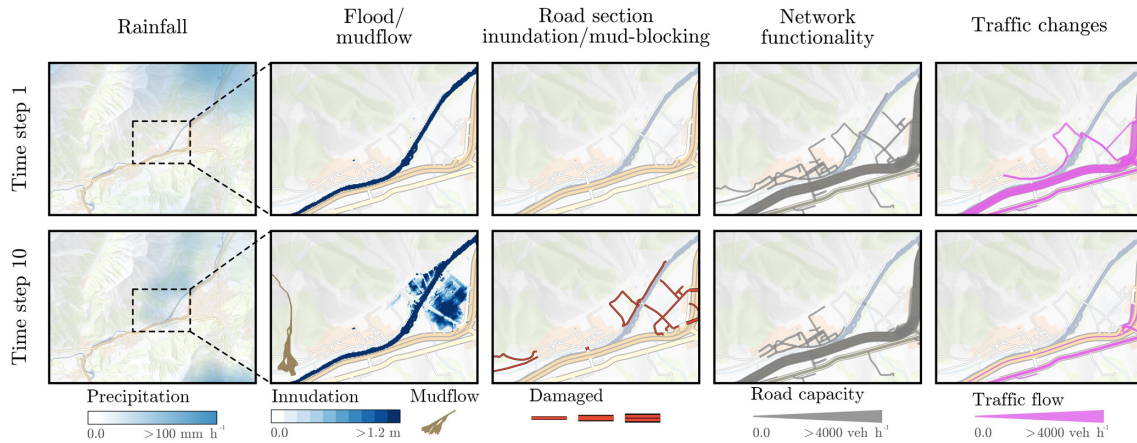 Rainfall
Flood/
mudflow
Road section
inundation/mud-blocking
Network
functionality
Traffic changes
Time step 1
Time step 10
Precipitation
0.0 >100 mm h⁻¹
Innudation
0.0 >1.2 m
Mudflow
Damaged
Road capacity
0.0 >4000 veh h⁻¹
Traffic flow
0.0 >4000 veh h⁻¹